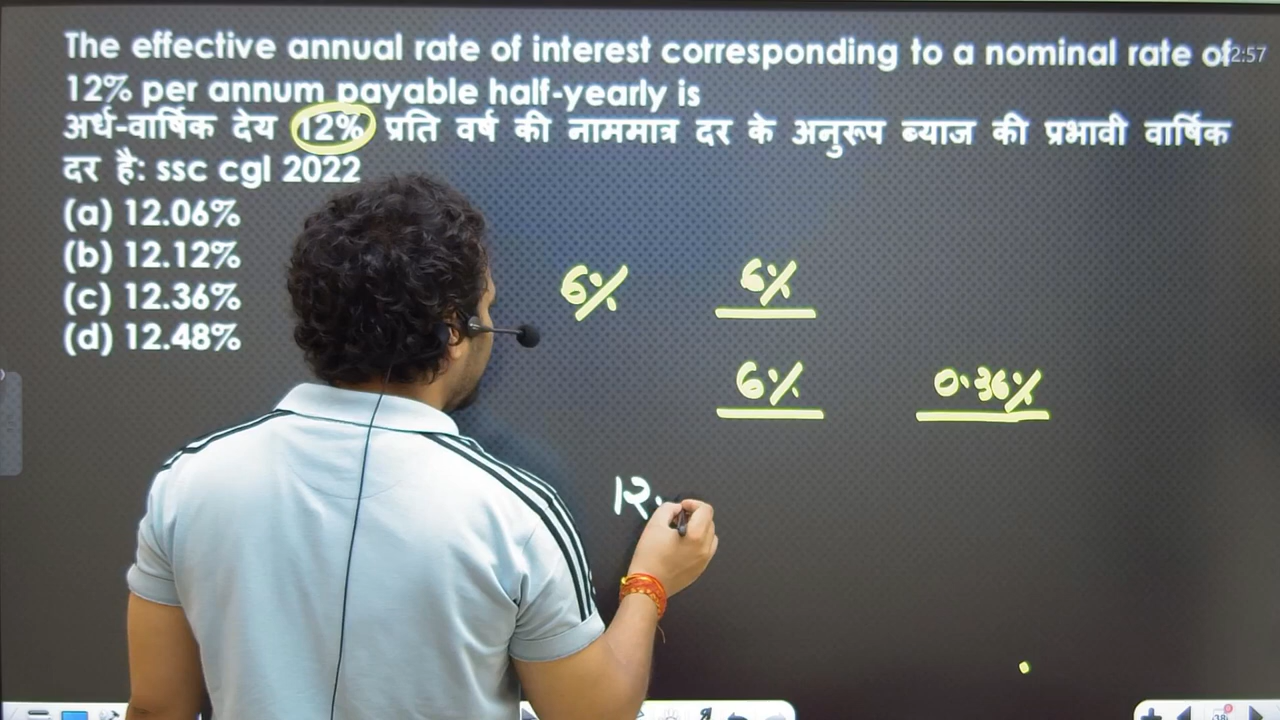 The effective annual rate of interest corresponding to a nominal rate of
2:57
12% per annum payable half-yearly is
अर्ध-वार्षिक देय 12% प्रति वर्ष की नाममात्र दर के अनुरूप ब्याज की प्रभावी वार्षिक
दर है: ssc cgl 2022
(a) 12.06%
(b) 12.12%
(c) 12.36%
(d) 12.48%
6% 6%
6% 0.36%
12.